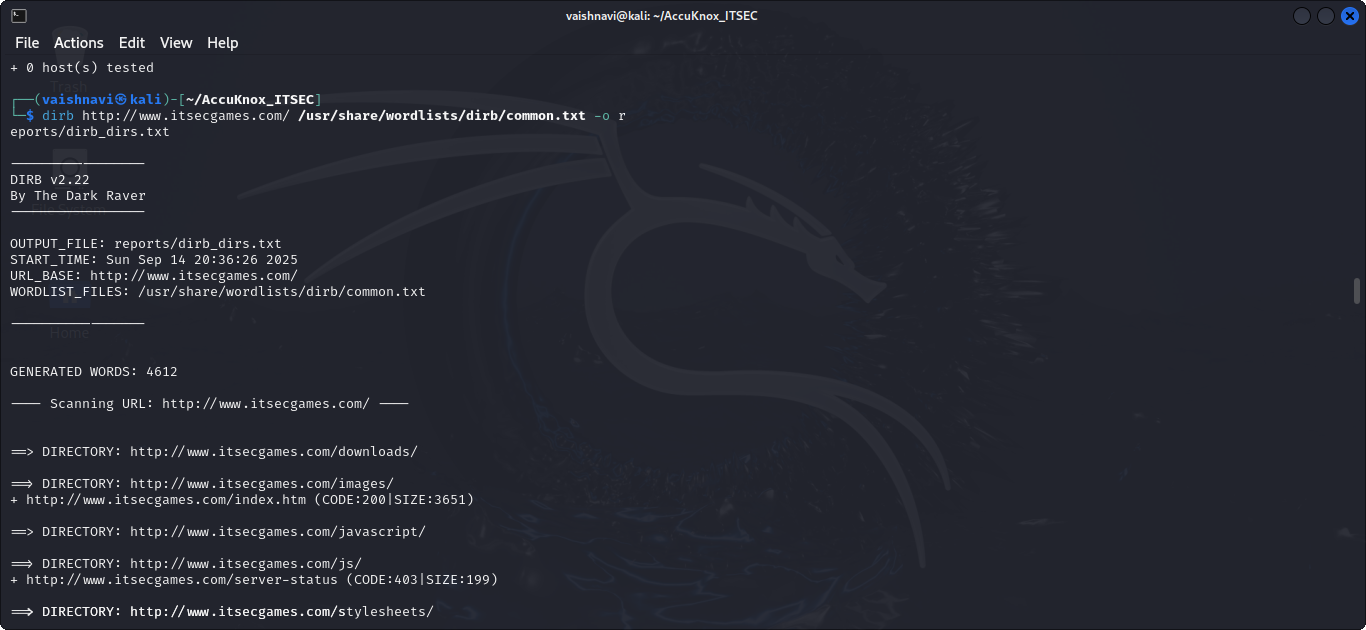 vaishnavi@kali: ~/AccuKnox_ITSEC
File Actions Edit View Help
+ 0 host(s) tested
Trash
┌──(vaishnavi㉿kali)-[~/AccuKnox_ITSEC]
└─$ dirb http://www.itsecgames.com/ /usr/share/wordlists/dirb/common.txt -o r
eports/dirb_dirs.txt
DIRB v2.22
By The Dark Raver
File System
OUTPUT_FILE: reports/dirb_dirs.txt
START_TIME: Sun Sep 14 20:36:26 2025
URL_BASE: http://www.itsecgames.com/
WORDLIST_FILES: /usr/share/wordlists/dirb/common.txt
Home
GENERATED WORDS: 4612
---- Scanning URL: http://www.itsecgames.com/ ----
==> DIRECTORY: http://www.itsecgames.com/downloads/
==> DIRECTORY: http://www.itsecgames.com/images/
+ http://www.itsecgames.com/index.htm (CODE:200|SIZE:3651)
==> DIRECTORY: http://www.itsecgames.com/javascript/
==> DIRECTORY: http://www.itsecgames.com/js/
+ http://www.itsecgames.com/server-status (CODE:403|SIZE:199)
==> DIRECTORY: http://www.itsecgames.com/stylesheets/